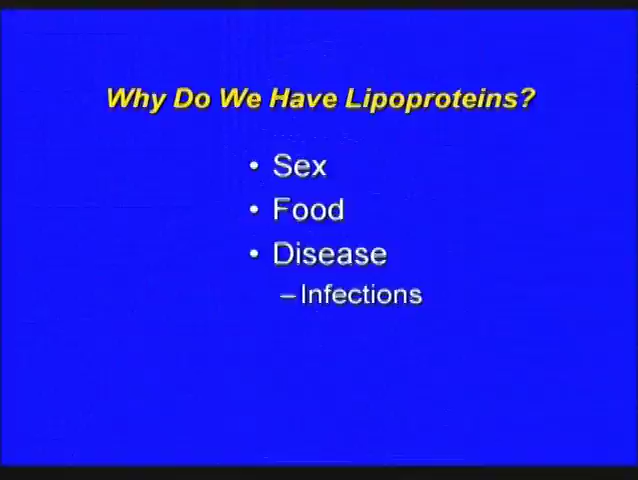 Why Do We Have Lipoproteins?
• Sex
• Food
• Disease
–Infections